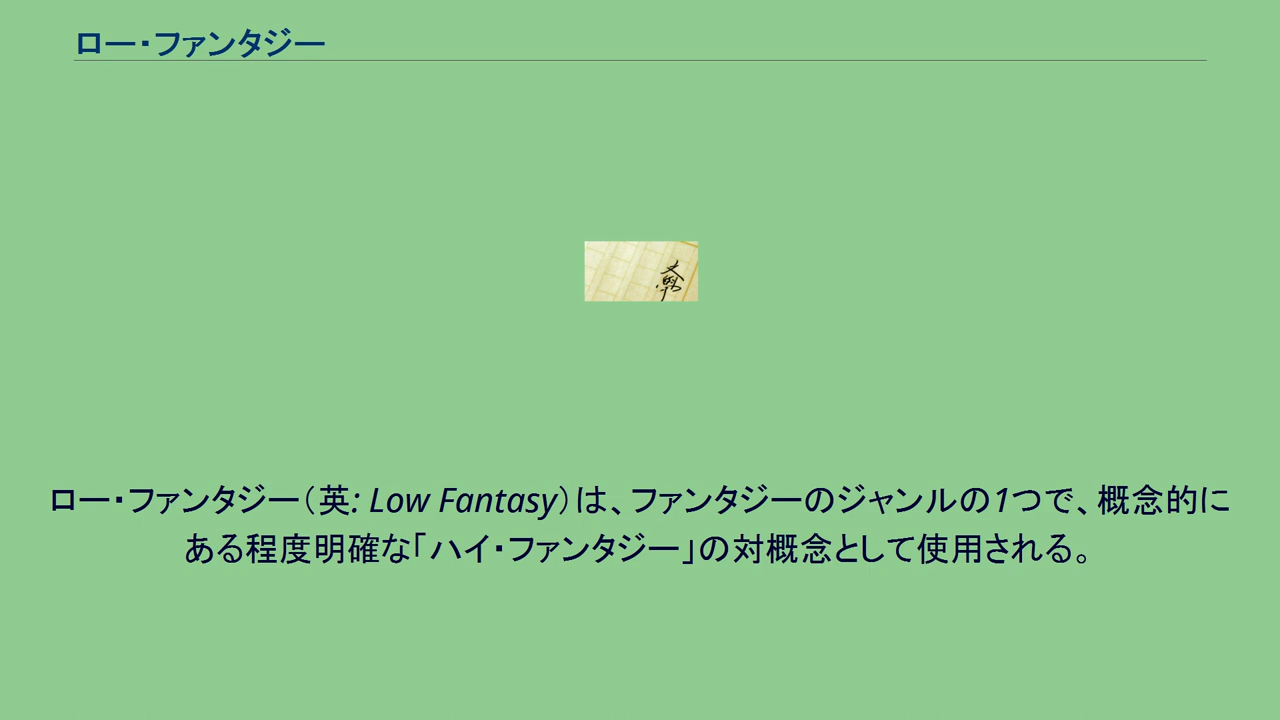 ロー・ファンタジー
ロー・ファンタジー（英: Low Fantasy）は、ファンタジーのジャンルの1つで、概念的に
ある程度明確な「ハイ・ファンタジー」の対概念として使用される。